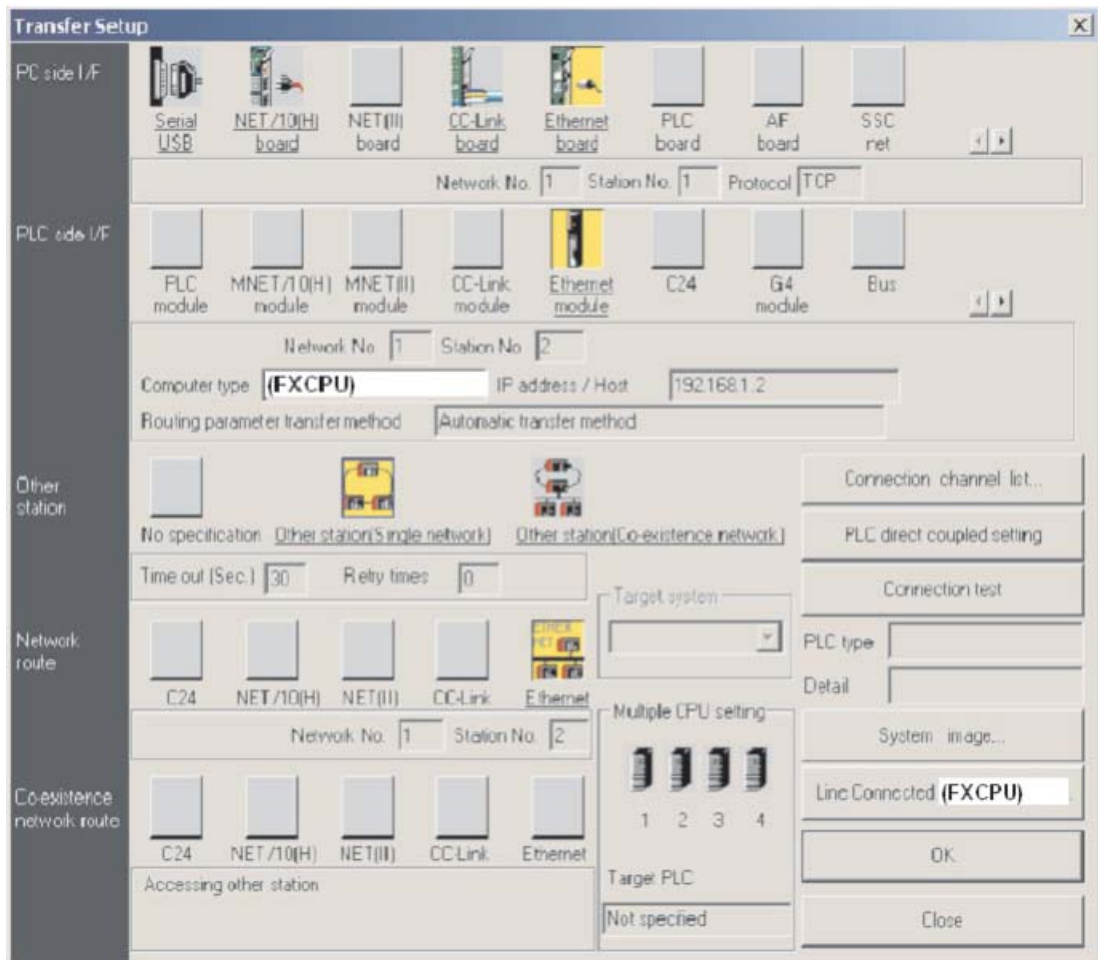 Transfer Setup
PC side I/F
Serial USB
NET/10(H) board
NET(II) board
CC-Link board
Ethernet board
PLC board
AF board
SSC net
Network No. 1 Station No. 1 Protocol TCP
PLC side I/F
PLC module
MNET/10(H) module
MNET(II) module
CC-Link module
Ethernet module
C24
G4 module
Bus
Network No 1 Station No 2
Computer type (FXCPU) IP address / Host 192.168.1.2
Routing parameter transfer method Automatic transfer method
Other station
No specification
Other station(Single network)
Other station(Co-existence network)
Time out (Sec.) 30 Retry times 0
Connection channel list...
PLC direct coupled setting
Connection test
Target system
PLC type
Detail
Network route
C24
NET/10(H)
NET(II)
CC-Link
ETHER NET
Ethernet
Network No. 1 Station No. 2
Multiple CPU setting
1 2 3 4
Target PLC
Not specified
System image...
Line Connected (FXCPU) .
OK
Close
Co-existence network route
C24
NET/10(H)
NET(II)
CC-Link
Ethernet
Accessing other station